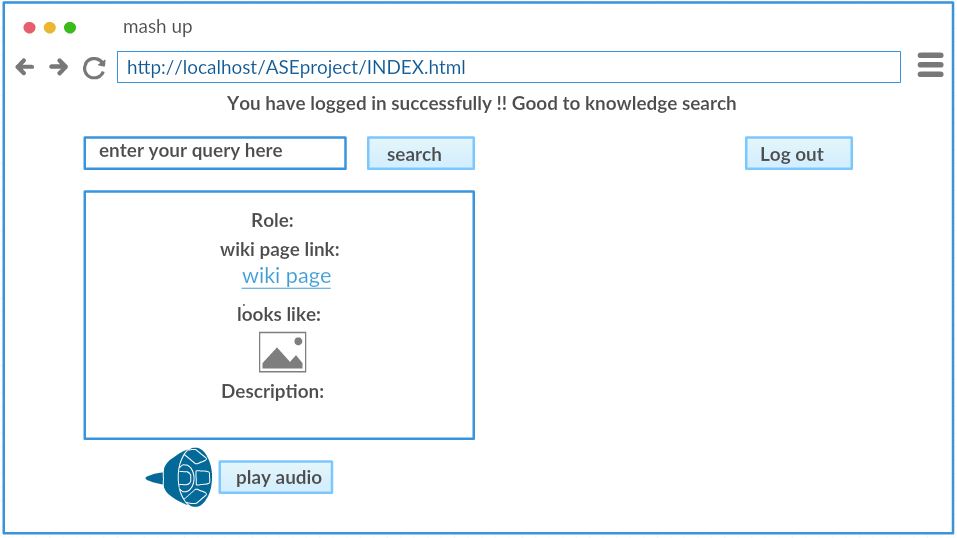 mash up
http://localhost/ASEproject/INDEX.html
You have logged in successfully !! Good to knowledge search
enter your query here
search
Log out
Role:
wiki page link:
wiki page
looks like:
Description:
play audio